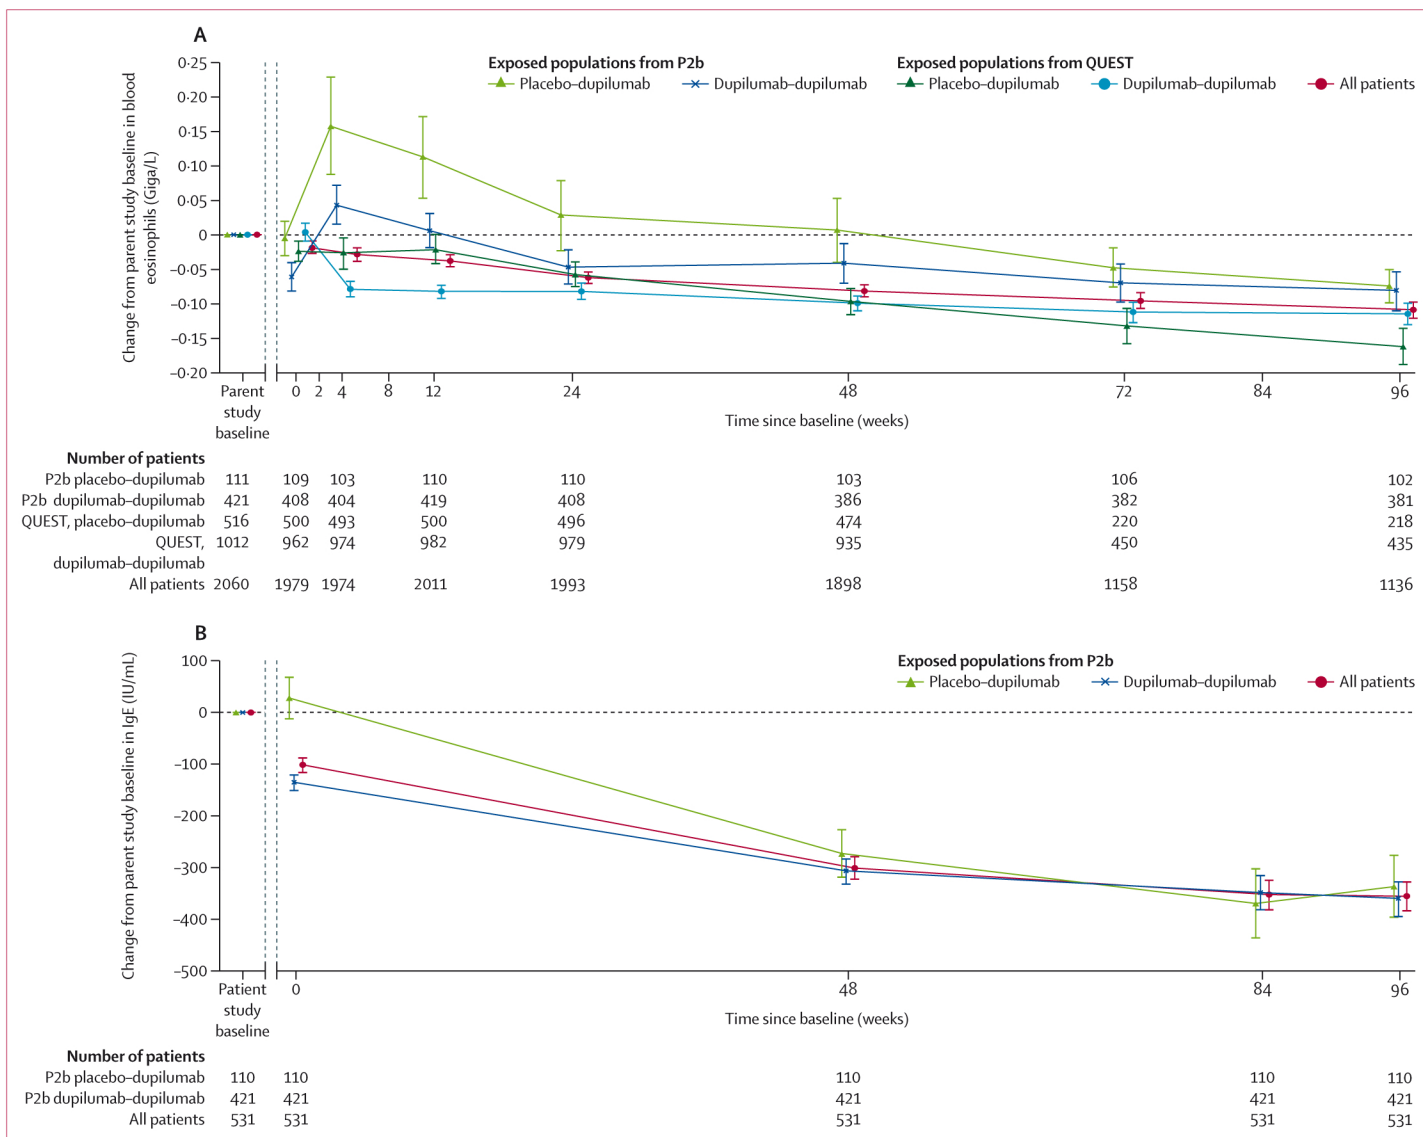 A
Exposed populations from P2b
Placebo–dupilumab
Dupilumab–dupilumab
Exposed populations from QUEST
Placebo–dupilumab
Dupilumab–dupilumab
All patients
Change from parent study baseline in blood
eosinophils (Giga/L)
0·25
0·20
0·15
0·10
0·05
0
–0·05
–0·10
–0·15
–0·20
Parent
study
baseline
0 2 4 8 12 24 48 72 84 96
Time since baseline (weeks)
Number of patients
P2b placebo–dupilumab 111 109 103 110 110 103 106 102
P2b dupilumab–dupilumab 421 408 404 419 408 386 382 381
QUEST, placebo–dupilumab 516 500 493 500 496 474 220 218
QUEST, 1012 962 974 982 979 935 450 435
dupilumab–dupilumab
All patients 2060 1979 1974 2011 1993 1898 1158 1136
B
Exposed populations from P2b
Placebo–dupilumab
Dupilumab–dupilumab
All patients
Change from parent study baseline in IgE (IU/mL)
100
0
–100
–200
–300
–400
–500
Patient
study
baseline
0 48 84 96
Time since baseline (weeks)
Number of patients
P2b placebo–dupilumab 110 110 110 110 110
P2b dupilumab–dupilumab 421 421 421 421 421
All patients 531 531 531 531 531